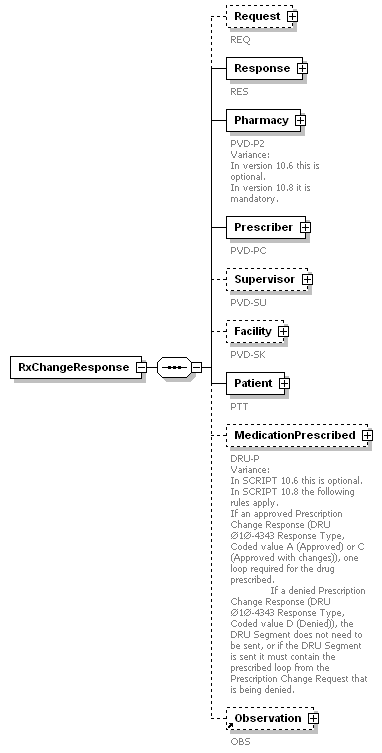 Request
REQ
Response
RES
Pharmacy
PVD-P2
Variance:
In version 10.6 this is
optional.
In version 10.8 it is
mandatory.
Prescriber
PVD-PC
Supervisor
PVD-SU
Facility
PVD-SK
RxChangeResponse
Patient
PTT
MedicationPrescribed
DRU-P
Variance:
In SCRIPT 10.6 this is optional.
In SCRIPT 10.8 the following
rules apply.
If an approved Prescription
Change Response (DRU
Ø1Ø-4343 Response Type,
Coded value A (Approved) or C
(Approved with changes)), one
loop required for the drug
prescribed.
If a denied Prescription
Change Response (DRU
Ø1Ø-4343 Response Type,
Coded value D (Denied)), the
DRU Segment does not need to
be sent, or if the DRU Segment
is sent it must contain the
prescribed loop from the
Prescription Change Request that
is being denied.
Observation
OBS